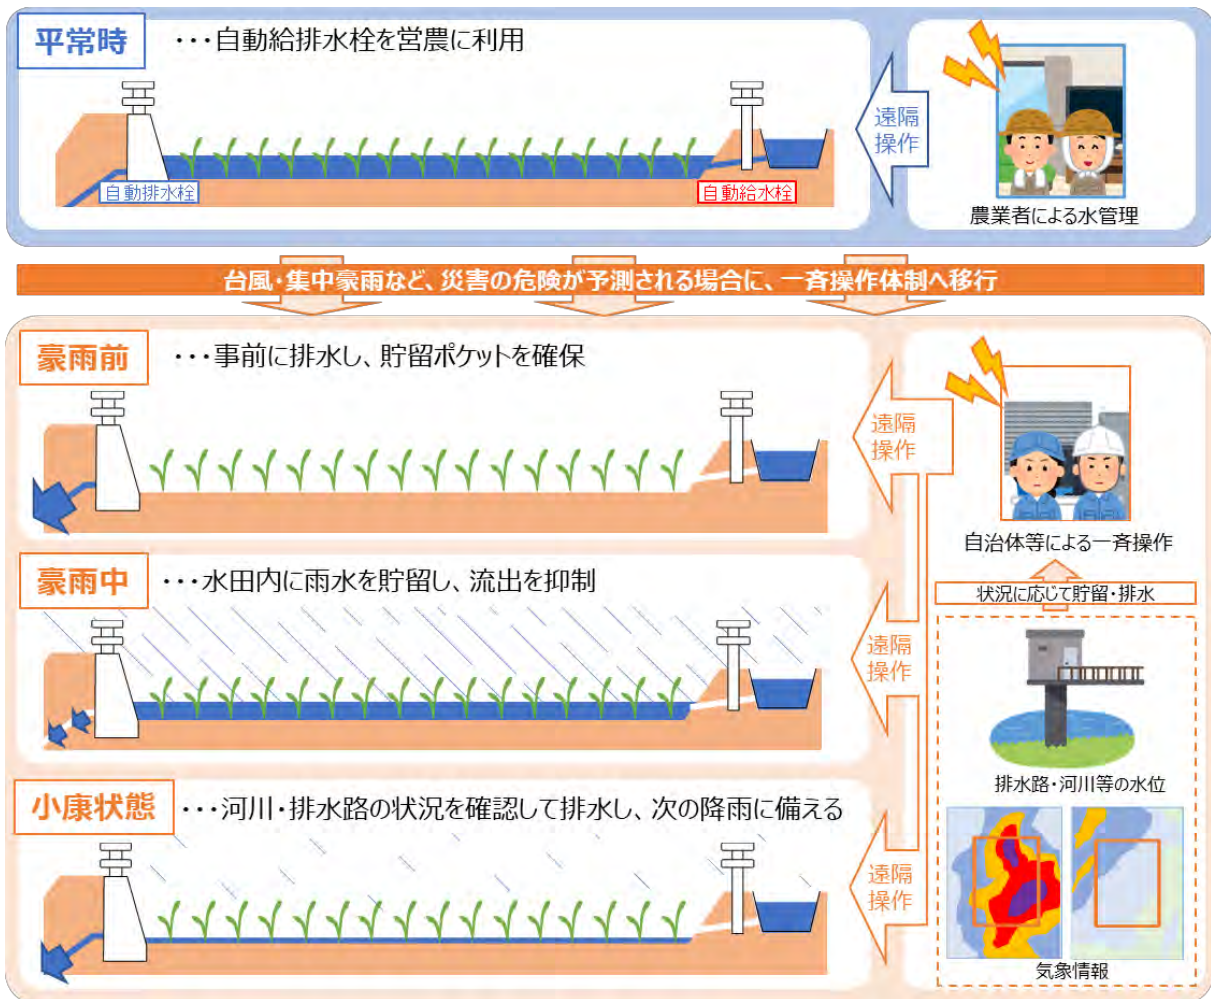 平常時
・・・自動給排水栓を営農に利用
自動排水栓
自動給水栓
遠隔
操作
農業者による水管理
台風・集中豪雨など、災害の危険が予測される場合に、一斉操作体制へ移行
豪雨前
・・・事前に排水し、貯留ポケットを確保
遠隔
操作
自治体等による一斉操作
豪雨中
・・・水田内に雨水を貯留し、流出を抑制
遠隔
操作
状況に応じて貯留・排水
排水路・河川等の水位
小康状態
・・・河川・排水路の状況を確認して排水し、次の降雨に備える
遠隔
操作
気象情報